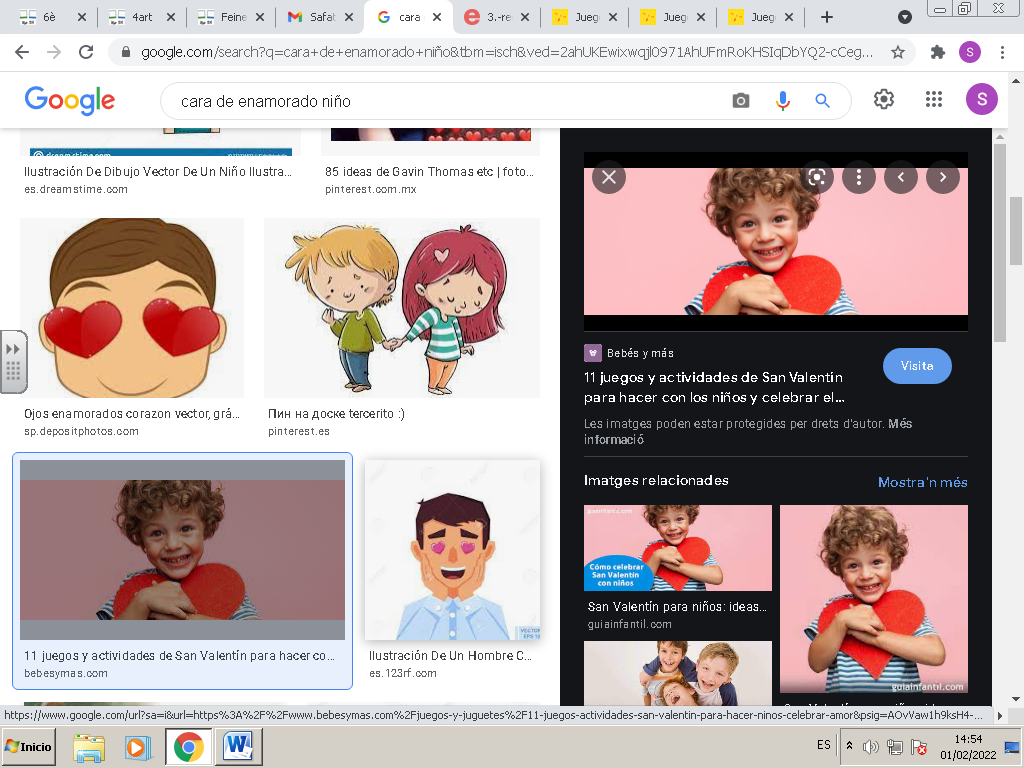 6è
4art
Feine
Safat
cara
3.-re
Jueg
Jueg
Jueg
google.com/search?q=cara+de+enamorado+niño&tbm=isch&ved=2ahUKEwixwqjl0971AhUFmRoKHSIqDbYQ2-cCeg...
S
Google
cara de enamorado niño
S
dreamstime.com
Ilustración De Dibujo Vector De Un Niño Ilustra...
es.dreamstime.com
85 ideas de Gavin Thomas etc | foto...
pinterest.com.mx
Ojos enamorados corazon vector, grá...
sp.depositphotos.com
Пин на доске tercerito :)
pinterest.es
11 juegos y actividades de San Valentín para hacer co...
bebesymas.com
VECTOR
EPS 10
Ilustración De Un Hombre C...
es.123rf.com
Bebés y más
11 juegos y actividades de San Valentín
para hacer con los niños y celebrar el...
Visita
Les imatges poden estar protegides per drets d'autor. Més
informació
Imatges relacionades
Mostra'n més
guiainfantil.com
Cómo celebrar
San Valentín
con niños
San Valentín para niños: ideas...
guiainfantil.com
guiainfantil.com
https://www.google.com/url?sa=i&url=https%3A%2F%2Fwww.bebesymas.com%2Fjuegos-y-juguetes%2F11-juegos-actividades-san-valentin-para-hacer-ninos-celebrar-amor&psig=AOvVaw1h9ksH4-...
Inicio
ES
14:54
01/02/2022